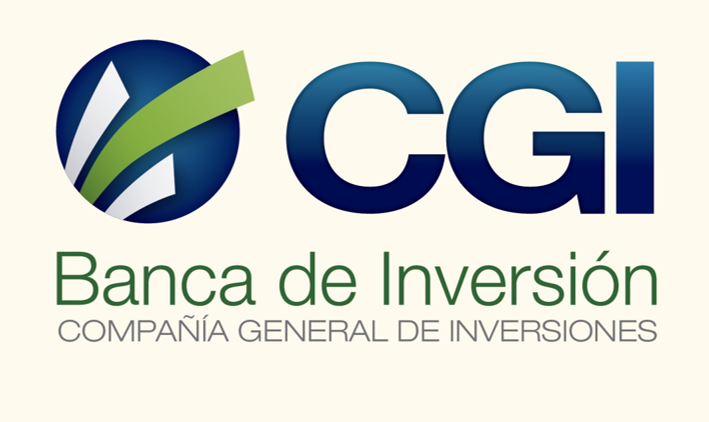 CGI
Banca de Inversión
COMPAÑÍA GENERAL DE INVERSIONES